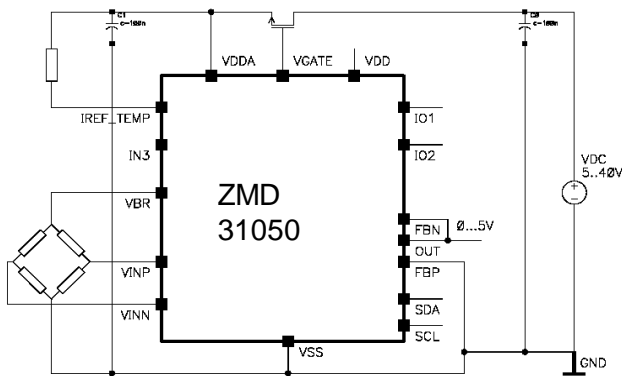 C1
c-100n
C2
c-100n
VDDA
VGATE
VDD
IREF_TEMP
IO1
IN3
IO2
VDC
5..40V
VBR
ZMD
31050
FBN
0...5V
OUT
VINP
FBP
VINN
SDA
SCL
VSS
GND